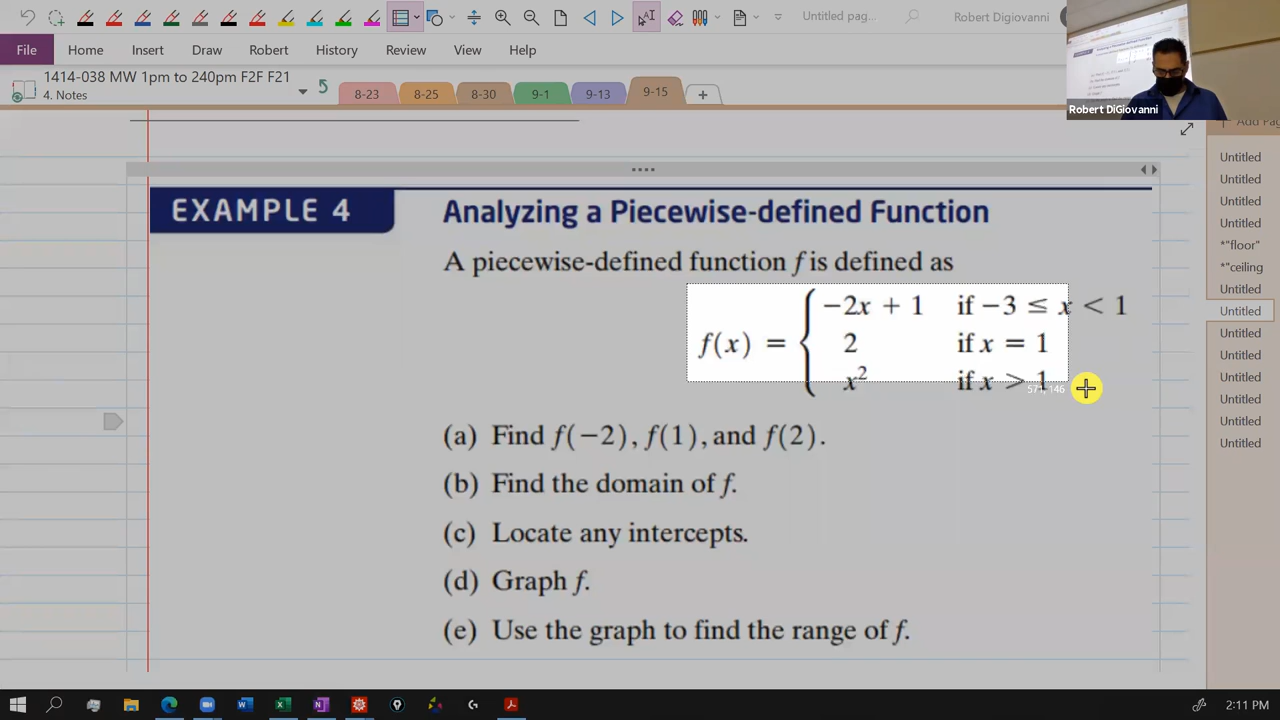 Untitled pag... Robert Digiovanni
File Home Insert Draw Robert History Review View Help
1414-038 MW 1pm to 240pm F2F F21
4. Notes
8-23 8-25 8-30 9-1 9-13 9-15
Robert DiGiovanni
Add Pag
Untitled
Untitled
Untitled
Untitled
*"floor"
*"ceiling
Untitled
Untitled
Untitled
Untitled
Untitled
Untitled
Untitled
Untitled
EXAMPLE 4 Analyzing a Piecewise-defined Function
A piecewise-defined function f is defined as
−2x + 1 if −3 ≤ x < 1
f(x) = { 2 if x = 1
x² if x > 1
571, 146
(a) Find f(−2), f(1), and f(2).
(b) Find the domain of f.
(c) Locate any intercepts.
(d) Graph f.
(e) Use the graph to find the range of f.
2:11 PM